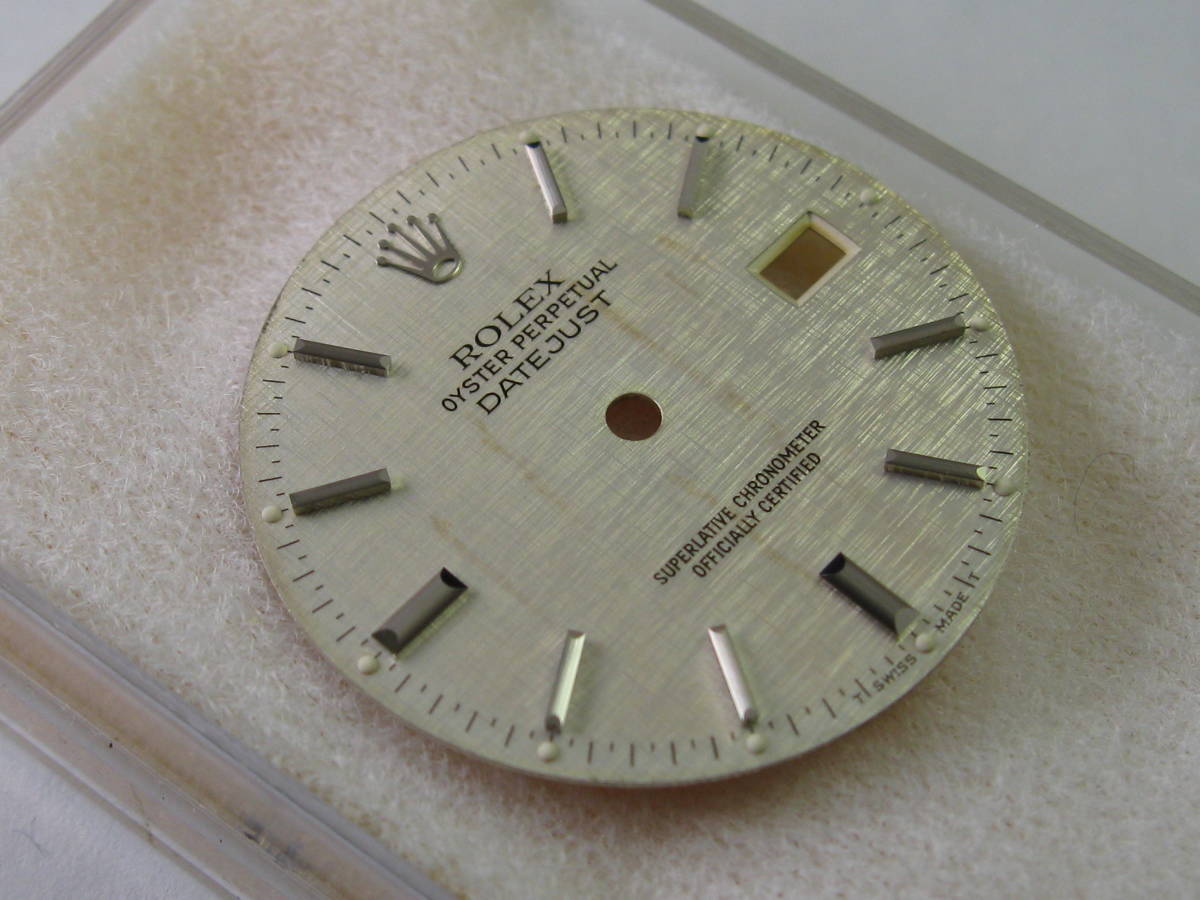 ROLEX
OYSTER PERPETUAL
DATEJUST
SUPERLATIVE CHRONOMETER
OFFICIALLY CERTIFIED
T SWISS MADE T